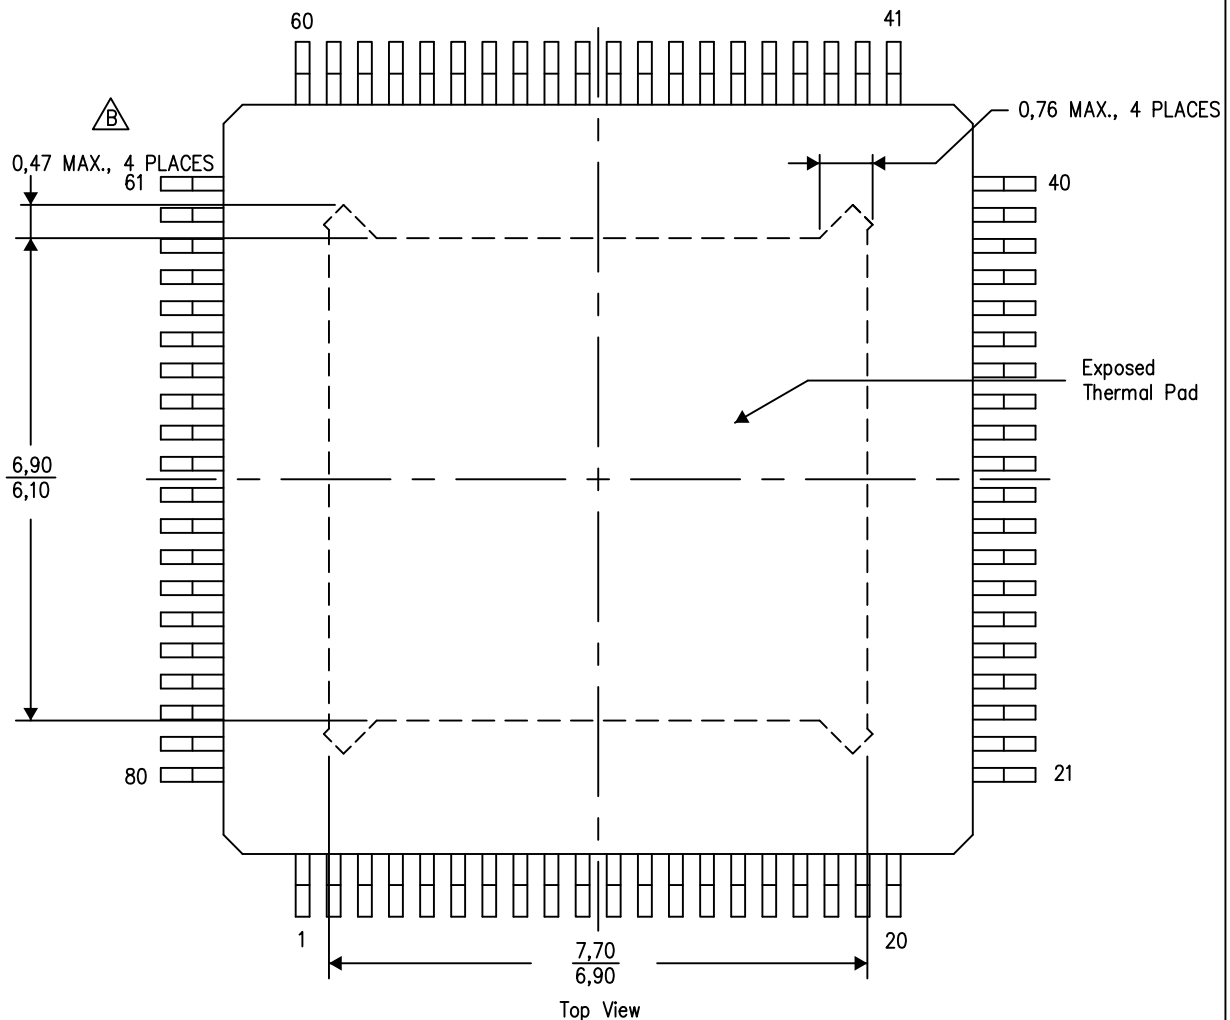 60
41
B
0,76 MAX., 4 PLACES
0,47 MAX., 4 PLACES
61
40
Exposed
Thermal Pad
6,90
6,10
80
21
1
20
7,70
6,90
Top View